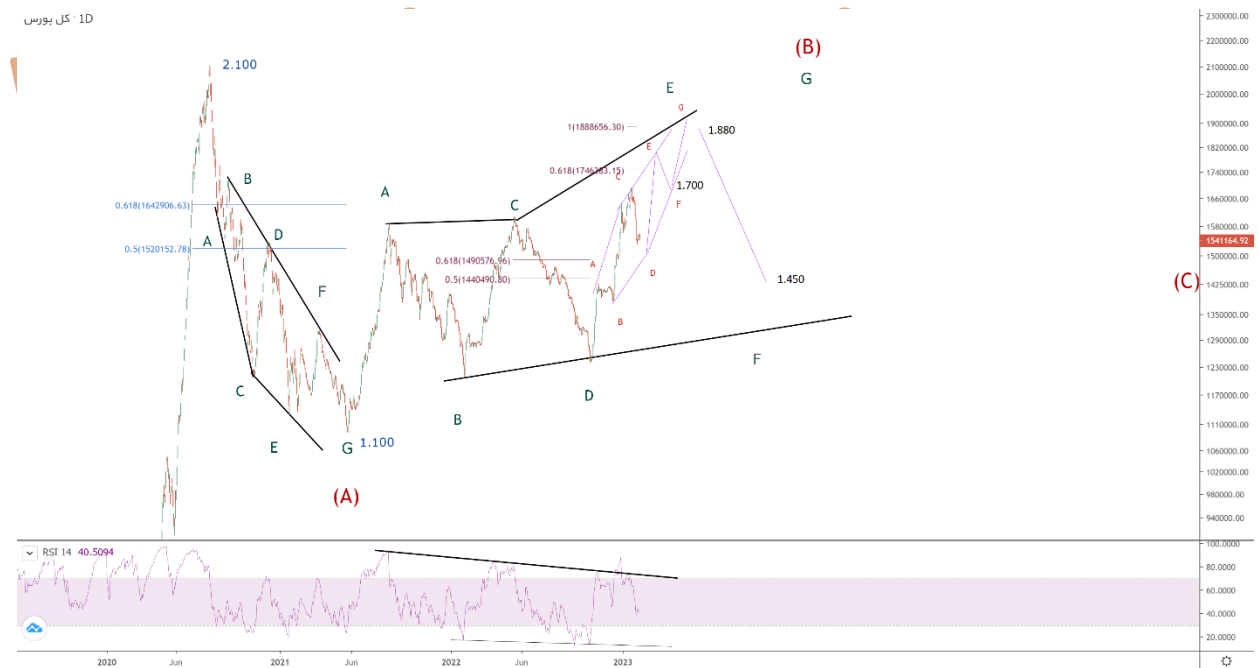 کل بورس · 1D
2300000.00
2200000.00
2100000.00
2000000.00
1900000.00
1820000.00
1740000.00
1660000.00
1580000.00
1541164.92
1500000.00
1425000.00
1350000.00
1290000.00
1230000.00
1170000.00
1110000.00
1060000.00
1020000.00
980000.00
940000.00
2.100
(B)
G
E
g
1(1888656.30)
1.880
E
0.618(1746283.15)
C
1.700
F
B
A
C
0.618(1642906.63)
A
D
0.5(1520152.78)
0.618(1490576.96)
A
0.5(1440490.80)
D
1.450
(C)
F
B
C
F
B
D
E
G
1.100
(A)
RSI 14 40.5094
100.0000
80.0000
60.0000
40.0000
20.0000
2020 Jun 2021 Jun 2022 Jun 2023